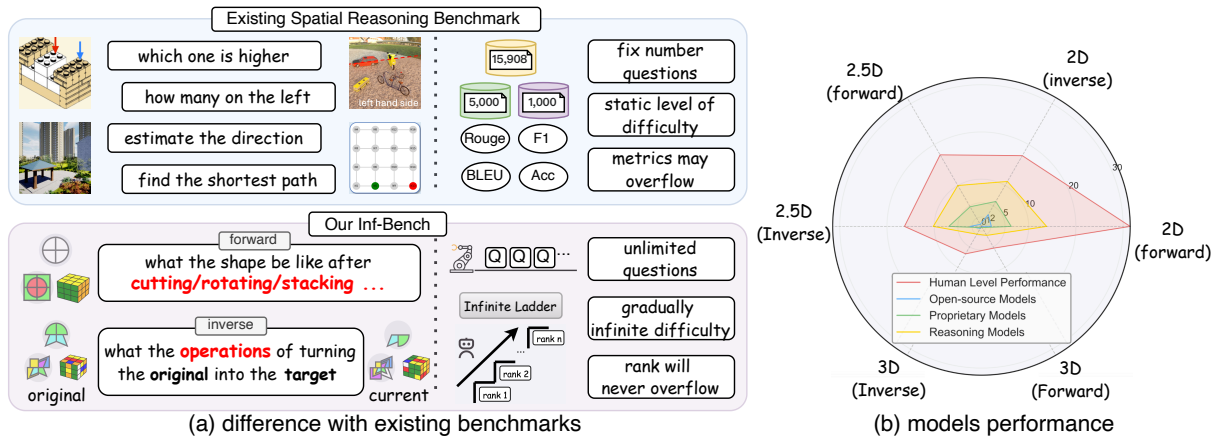 Existing Spatial Reasoning Benchmark
which one is higher
how many on the left
estimate the direction
find the shortest path
left hand side
15,908
5,000
1,000
Rouge
F1
BLEU
Acc
fix number
questions
static level of
difficulty
metrics may
overflow
Our Inf-Bench
forward
what the shape be like after
cutting/rotating/stacking ...
inverse
what the operations of turning
the original into the target
original
current
Q Q Q ...
Infinite Ladder
rank n
...
rank 2
rank 1
unlimited
questions
gradually
infinite difficulty
rank will
never overflow
(a) difference with existing benchmarks
2.5D
(forward)
2D
(inverse)
2.5D
(Inverse)
2D
(forward)
3D
(Inverse)
3D
(Forward)
0
2
5
10
20
30
Human Level Performance
Open-source Models
Proprietary Models
Reasoning Models
(b) models performance